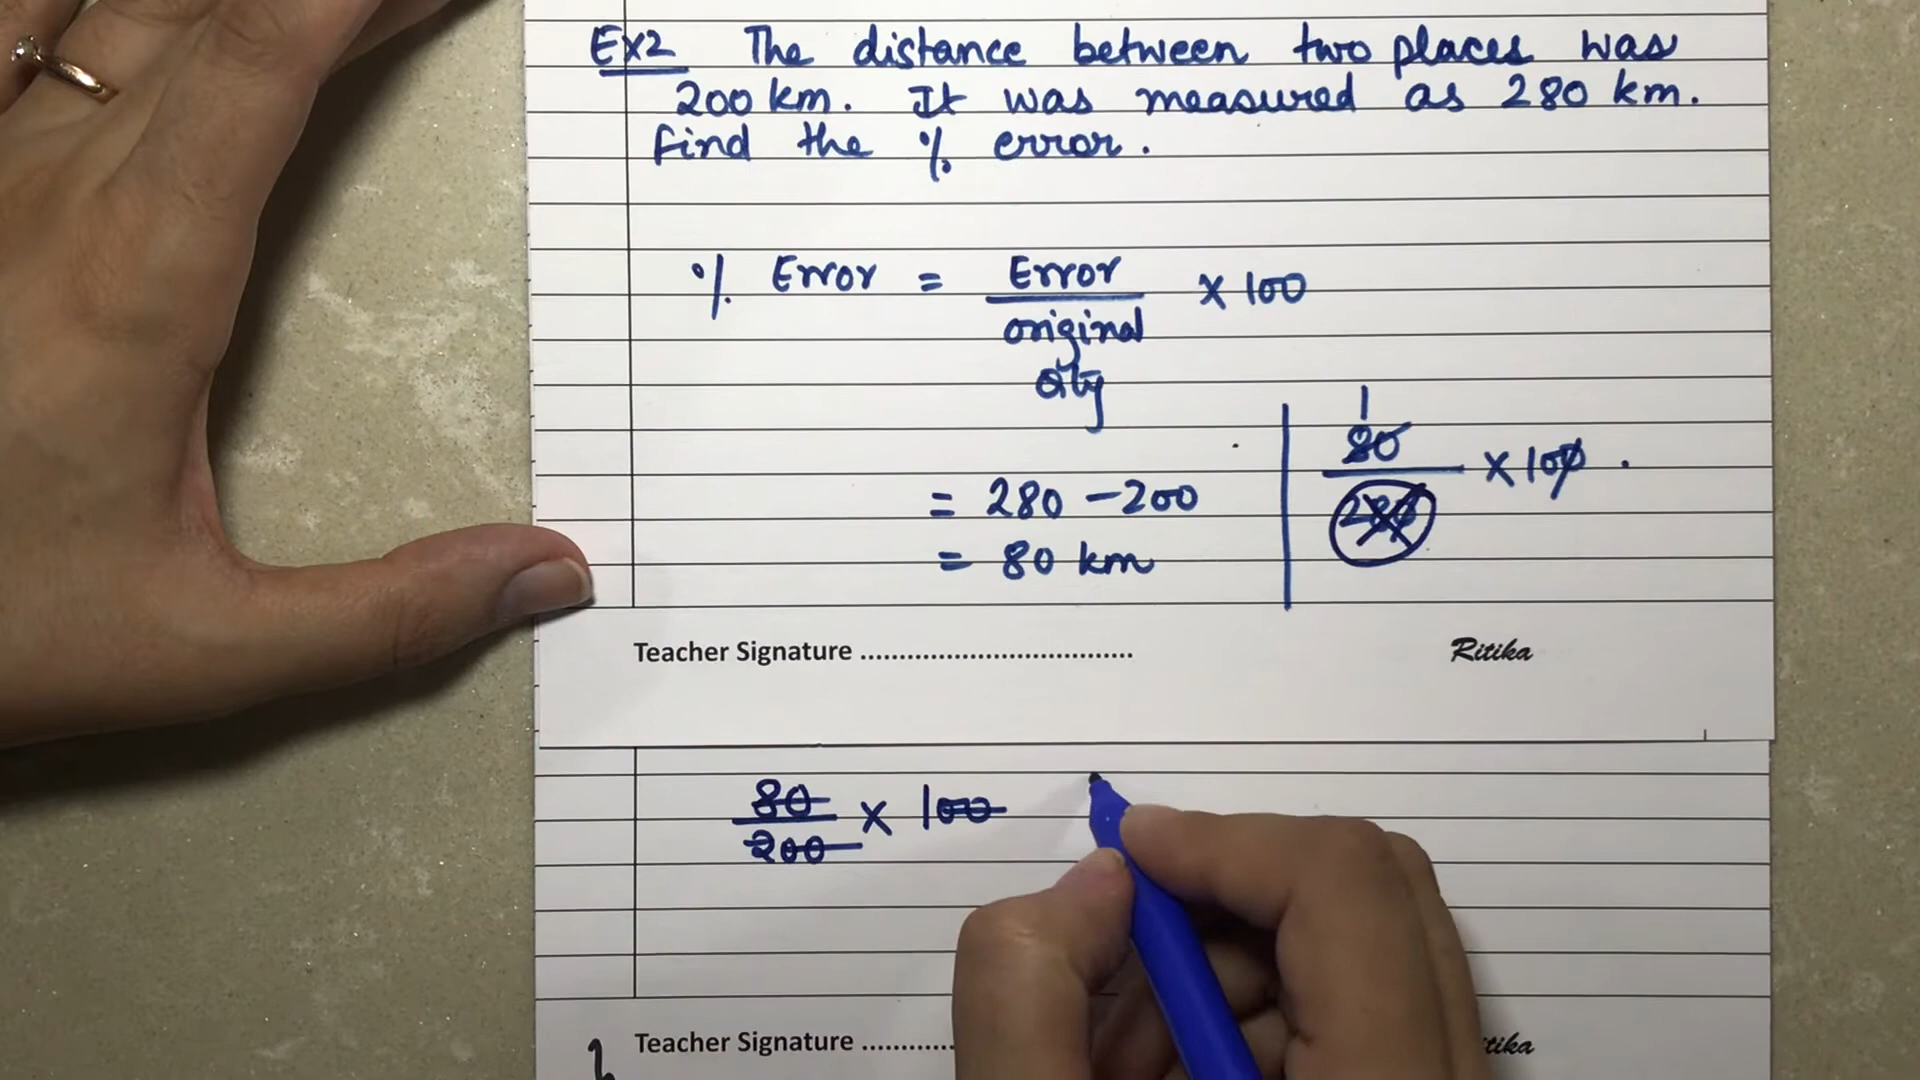 Ex2 The distance between two places was
200 km. It was measured as 280 km.
Find the % error.
% Error = Error / original Qty × 100
= 280 - 200
= 80 km
1
80 / × 100 .
Teacher Signature ..................................
Ritika
80 / 200 × 100
Teacher Signature ............
tika